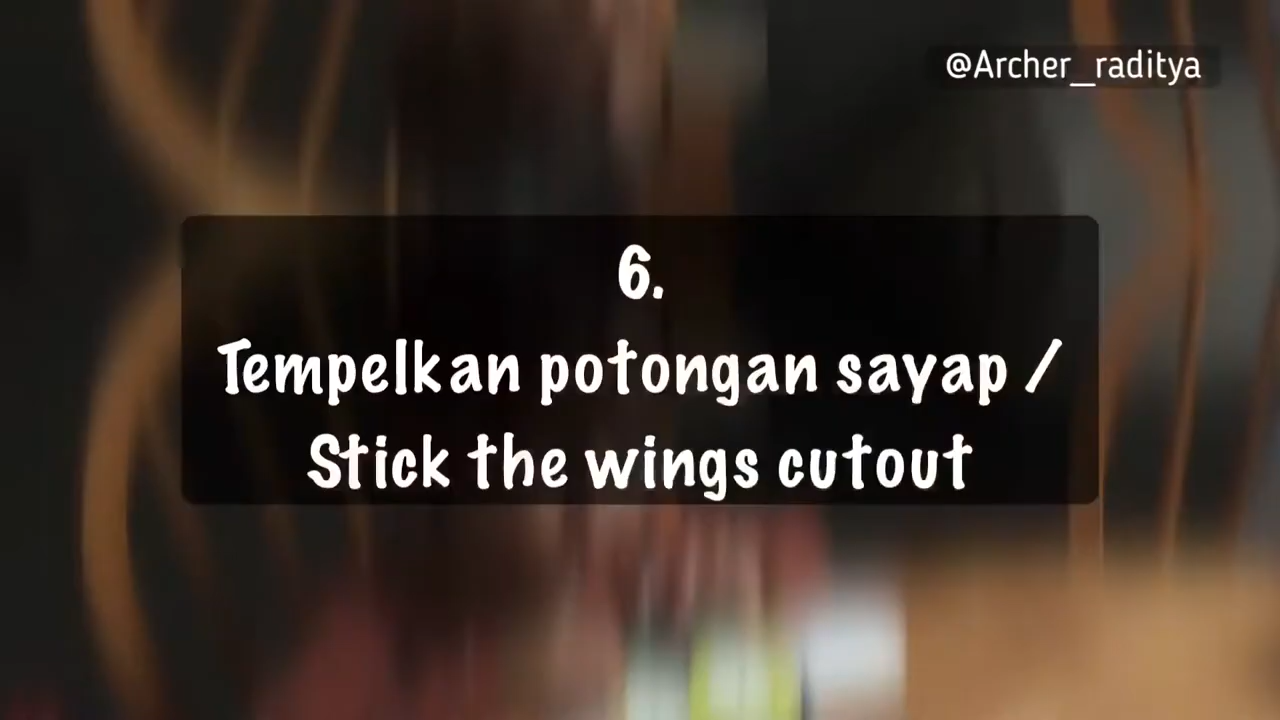 @Archer_raditya
6.
Tempelkan potongan sayap /
Stick the wings cutout